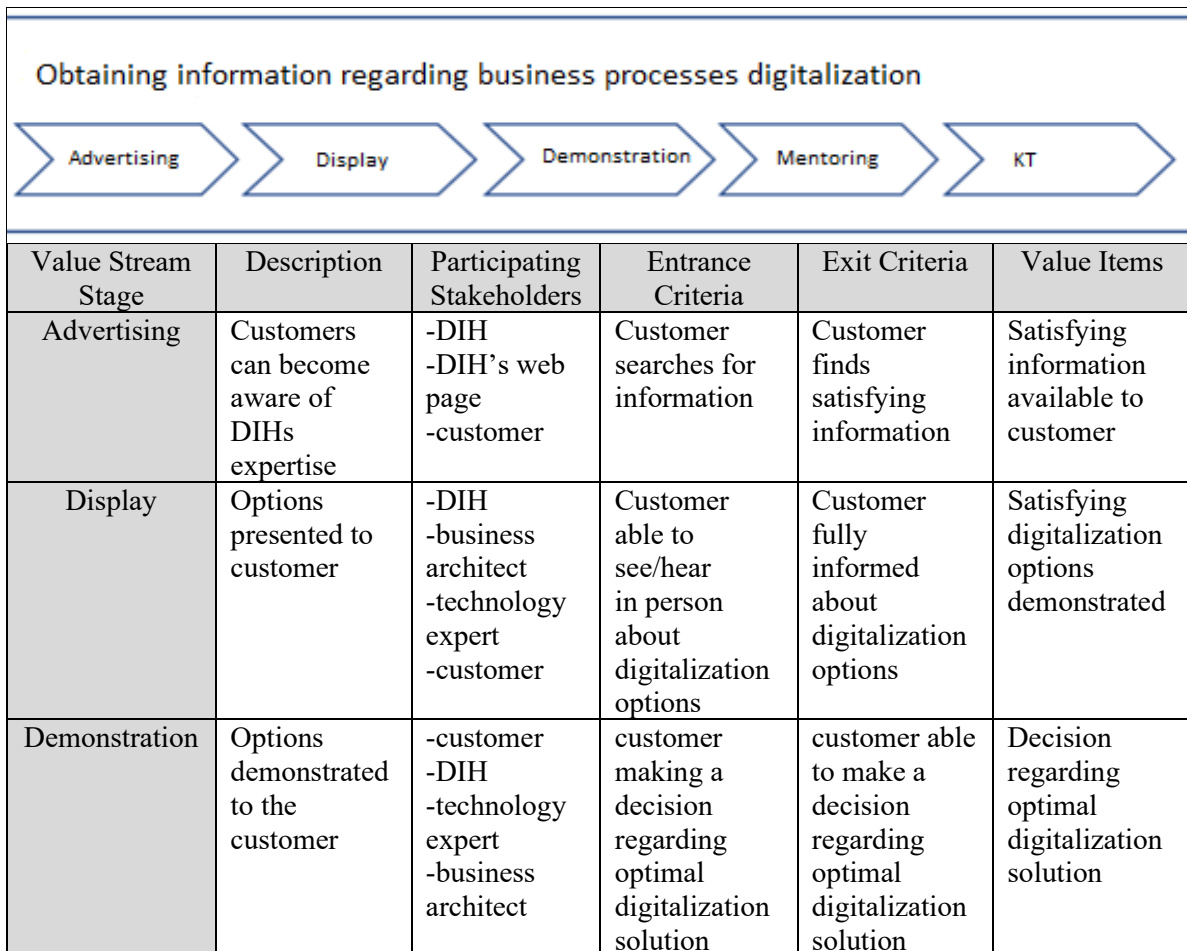 Obtaining information regarding business processes digitalization
Advertising
Display
Demonstration
Mentoring
KT
Value Stream
Stage
Description
Participating
Stakeholders
Entrance
Criteria
Exit Criteria
Value Items
Advertising
Customers
can become
aware of
DIHs
expertise
-DIH
-DIH’s web
page
-customer
Customer
searches for
information
Customer
finds
satisfying
information
Satisfying
information
available to
customer
Display
Options
presented to
customer
-DIH
-business
architect
-technology
expert
-customer
Customer
able to
see/hear
in person
about
digitalization
options
Customer
fully
informed
about
digitalization
options
Satisfying
digitalization
options
demonstrated
Demonstration
Options
demonstrated
to the
customer
-customer
-DIH
-technology
expert
-business
architect
customer
making a
decision
regarding
optimal
digitalization
solution
customer able
to make a
decision
regarding
optimal
digitalization
solution
Decision
regarding
optimal
digitalization
solution